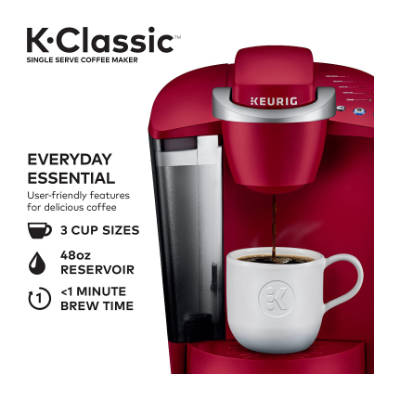 K•Classic™
SINGLE SERVE COFFEE MAKER
KEURIG
EVERYDAY
ESSENTIAL
User-friendly features
for delicious coffee
3 CUP SIZES
48oz
RESERVOIR
1
<1 MINUTE
BREW TIME
K